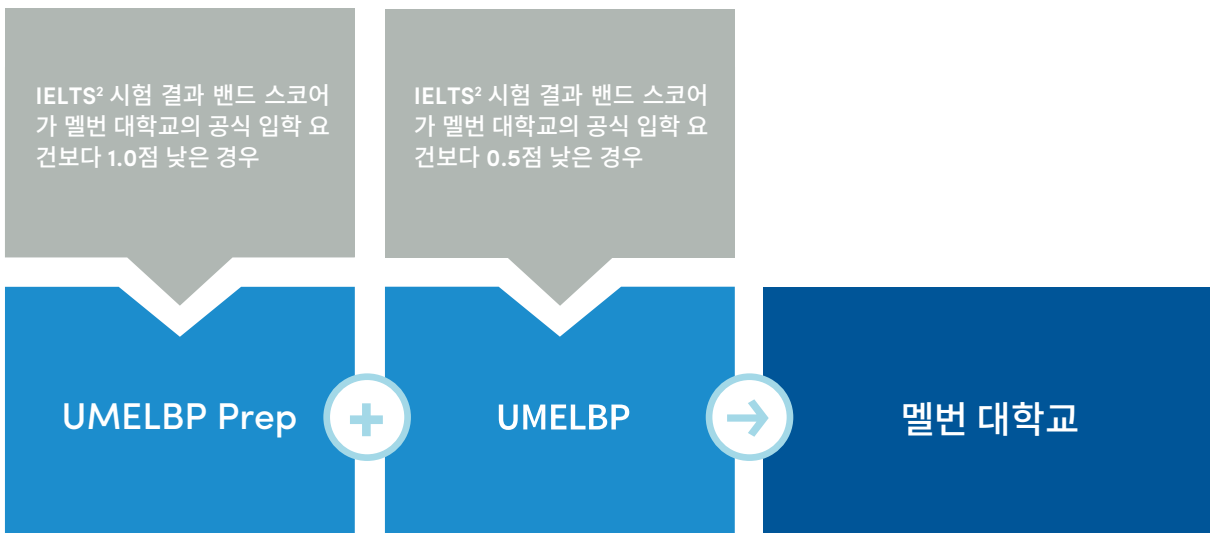 IELTS² 시험 결과 밴드 스코어
가 멜번 대학교의 공식 입학 요
건보다 1.0점 낮은 경우
IELTS² 시험 결과 밴드 스코어
가 멜번 대학교의 공식 입학 요
건보다 0.5점 낮은 경우
UMELBP Prep
+
UMELBP
→
멜번 대학교